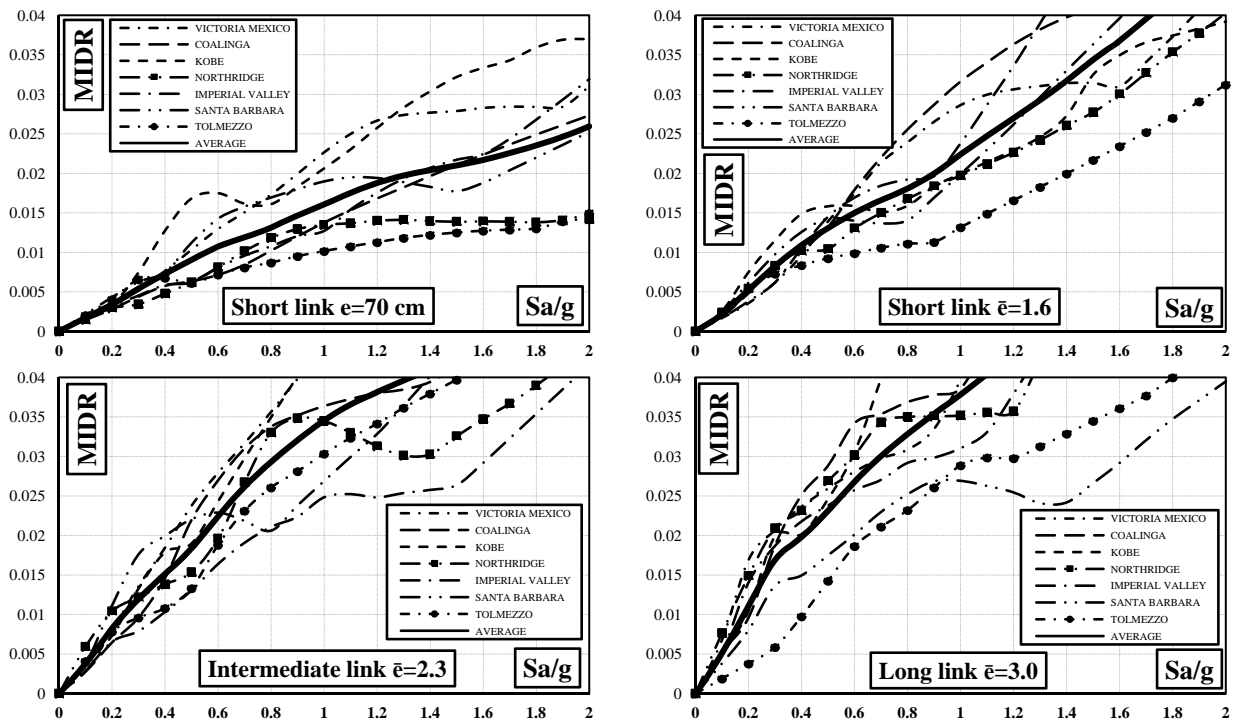 0.04
0.035
0.03
0.025
0.02
0.015
0.01
0.005
0
MIDR
VICTORIA MEXICO
COALINGA
KOBE
NORTHRIDGE
IMPERIAL VALLEY
SANTA BARBARA
TOLMEZZO
AVERAGE
Short link e=70 cm
Sa/g
0 0.2 0.4 0.6 0.8 1 1.2 1.4 1.6 1.8 2
0.04
0.035
0.03
0.025
0.02
0.015
0.01
0.005
0
VICTORIA MEXICO
COALINGA
KOBE
NORTHRIDGE
IMPERIAL VALLEY
SANTA BARBARA
TOLMEZZO
AVERAGE
MIDR
Short link ē=1.6
Sa/g
0 0.2 0.4 0.6 0.8 1 1.2 1.4 1.6 1.8 2
0.04
0.035
0.03
0.025
0.02
0.015
0.01
0.005
0
MIDR
VICTORIA MEXICO
COALINGA
KOBE
NORTHRIDGE
IMPERIAL VALLEY
SANTA BARBARA
TOLMEZZO
AVERAGE
Intermediate link ē=2.3
Sa/g
0 0.2 0.4 0.6 0.8 1 1.2 1.4 1.6 1.8 2
0.04
0.035
0.03
0.025
0.02
0.015
0.01
0.005
0
MIDR
VICTORIA MEXICO
COALINGA
KOBE
NORTHRIDGE
IMPERIAL VALLEY
SANTA BARBARA
TOLMEZZO
AVERAGE
Long link ē=3.0
Sa/g
0 0.2 0.4 0.6 0.8 1 1.2 1.4 1.6 1.8 2